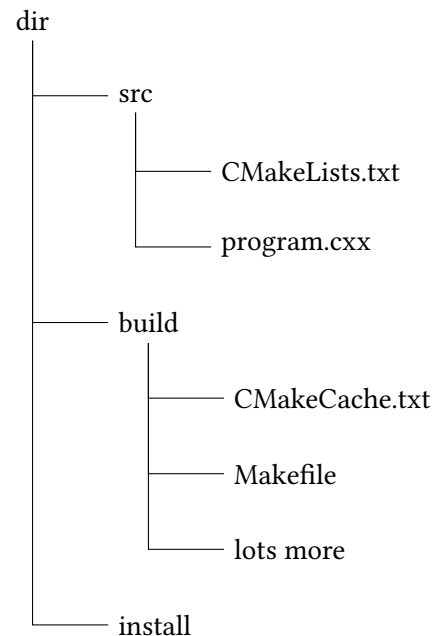 dir
src
CMakeLists.txt
program.cxx
build
CMakeCache.txt
Makefile
lots more
install